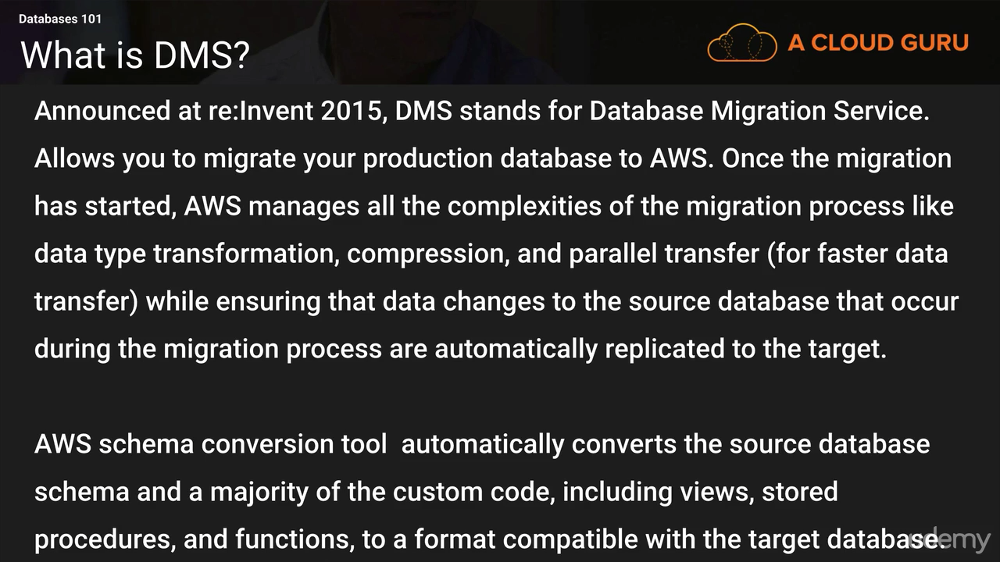 Databases 101
What is DMS?
A CLOUD GURU
Announced at re:Invent 2015, DMS stands for Database Migration Service.
Allows you to migrate your production database to AWS. Once the migration
has started, AWS manages all the complexities of the migration process like
data type transformation, compression, and parallel transfer (for faster data
transfer) while ensuring that data changes to the source database that occur
during the migration process are automatically replicated to the target.
AWS schema conversion tool  automatically converts the source database
schema and a majority of the custom code, including views, stored
procedures, and functions, to a format compatible with the target database.
udemy